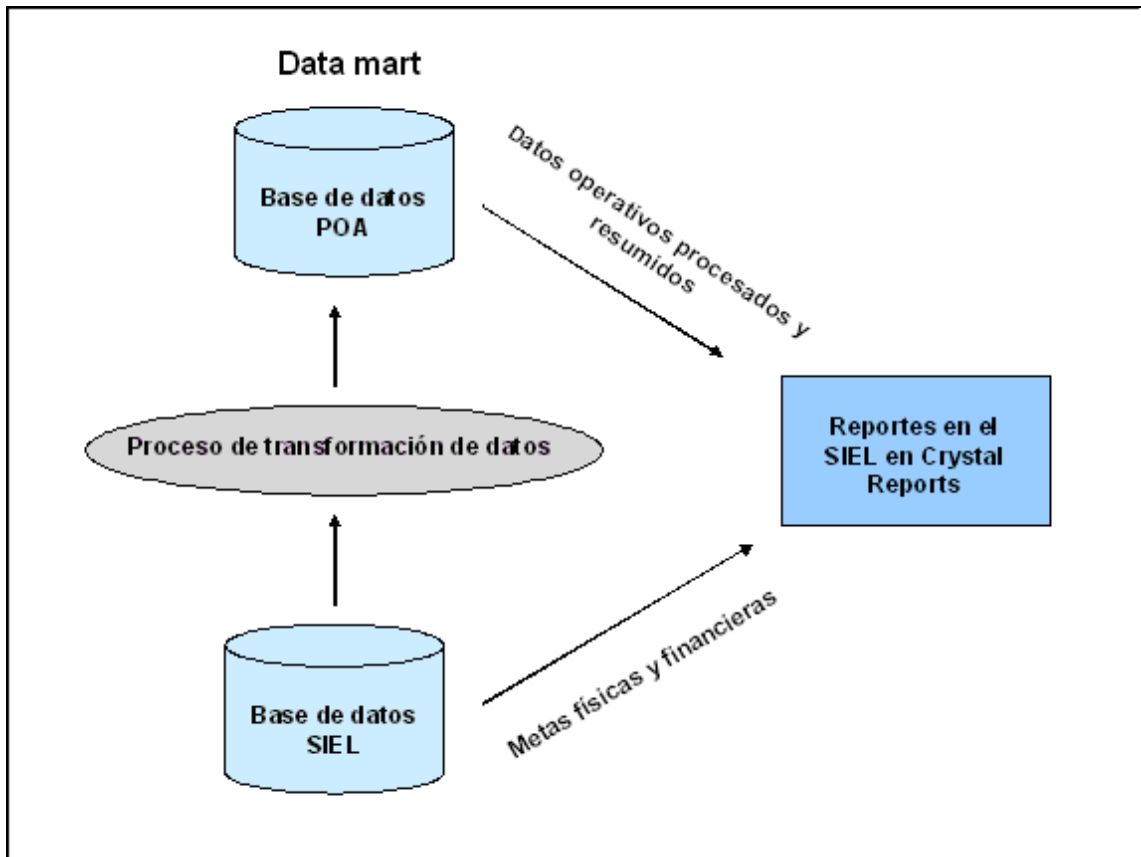 Data mart
Base de datos
POA
Datos operativos procesados y
resumidos
Proceso de transformación de datos
Reportes en el
SIEL en Crystal
Reports
Base de datos
SIEL
Metas físicas y financieras